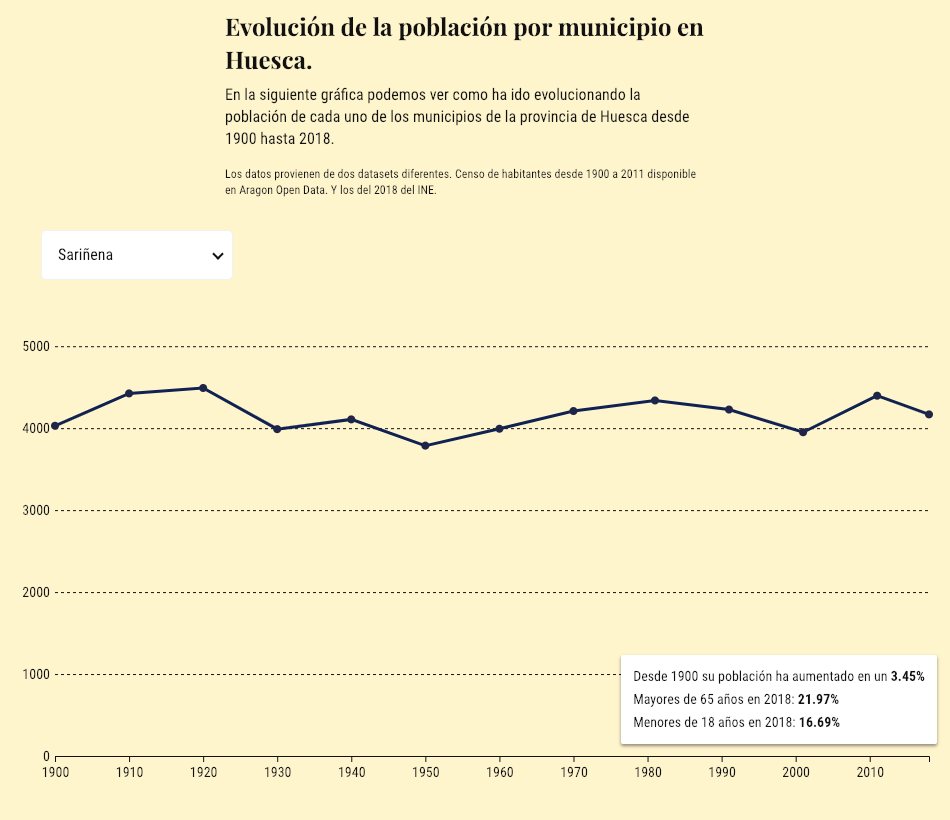 Evolución de la población por municipio en
Huesca.
En la siguiente gráfica podemos ver como ha ido evolucionando la
población de cada uno de los municipios de la provincia de Huesca desde
1900 hasta 2018.
Los datos provienen de dos datasets diferentes. Censo de habitantes desde 1900 a 2011 disponible
en Aragon Open Data. Y los del 2018 del INE.
Sariñena
5000
4000
3000
2000
1000
0
Desde 1900 su población ha aumentado en un 3.45%
Mayores de 65 años en 2018: 21.97%
Menores de 18 años en 2018: 16.69%
1900 1910 1920 1930 1940 1950 1960 1970 1980 1990 2000 2010